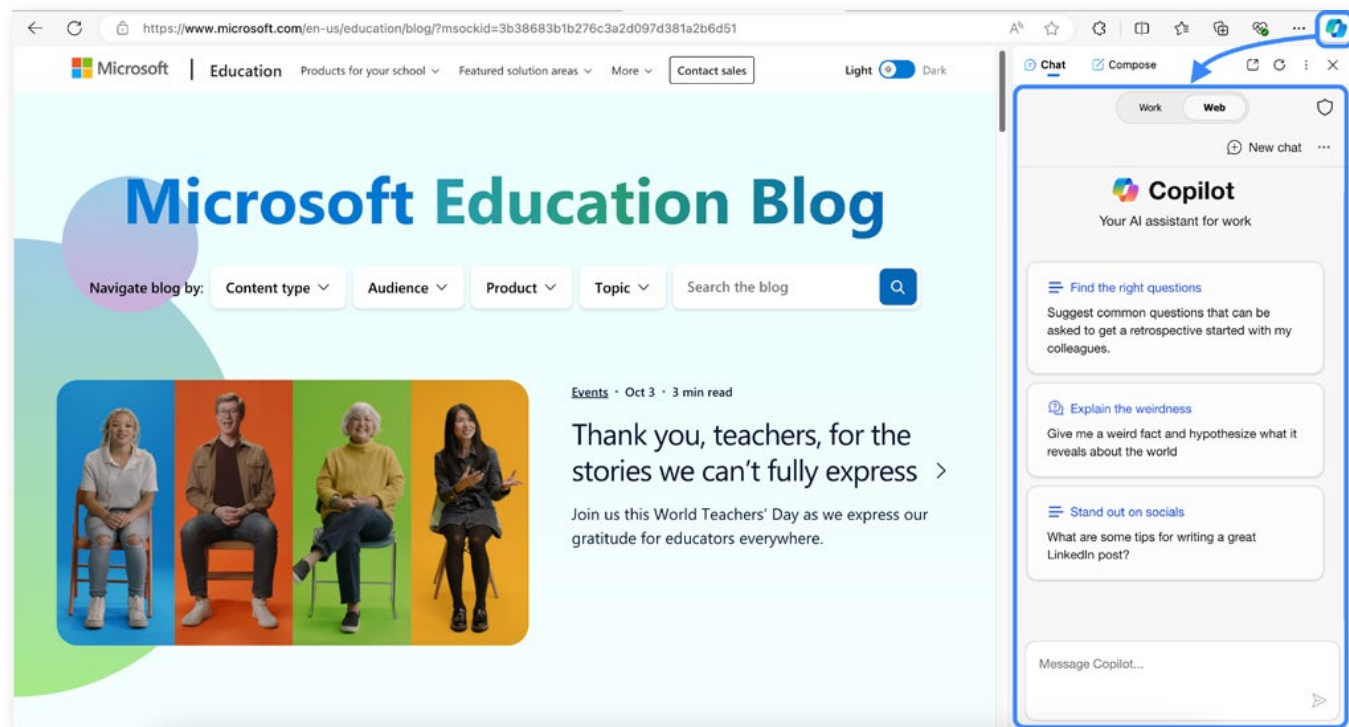 https://www.microsoft.com/en-us/education/blog/?msockid=3b38683b1b276c3a2d097d381a2b6d51
Microsoft | Education Products for your school Featured solution areas More Contact sales Light Dark
Microsoft Education Blog
Navigate blog by: Content type Audience Product Topic Search the blog
Events · Oct 3 · 3 min read
Thank you, teachers, for the
stories we can't fully express
Join us this World Teachers' Day as we express our
gratitude for educators everywhere.
Chat Compose
Work Web
New chat
Copilot
Your AI assistant for work
Find the right questions
Suggest common questions that can be
asked to get a retrospective started with my
colleagues.
Explain the weirdness
Give me a weird fact and hypothesize what it
reveals about the world
Stand out on socials
What are some tips for writing a great
LinkedIn post?
Message Copilot...